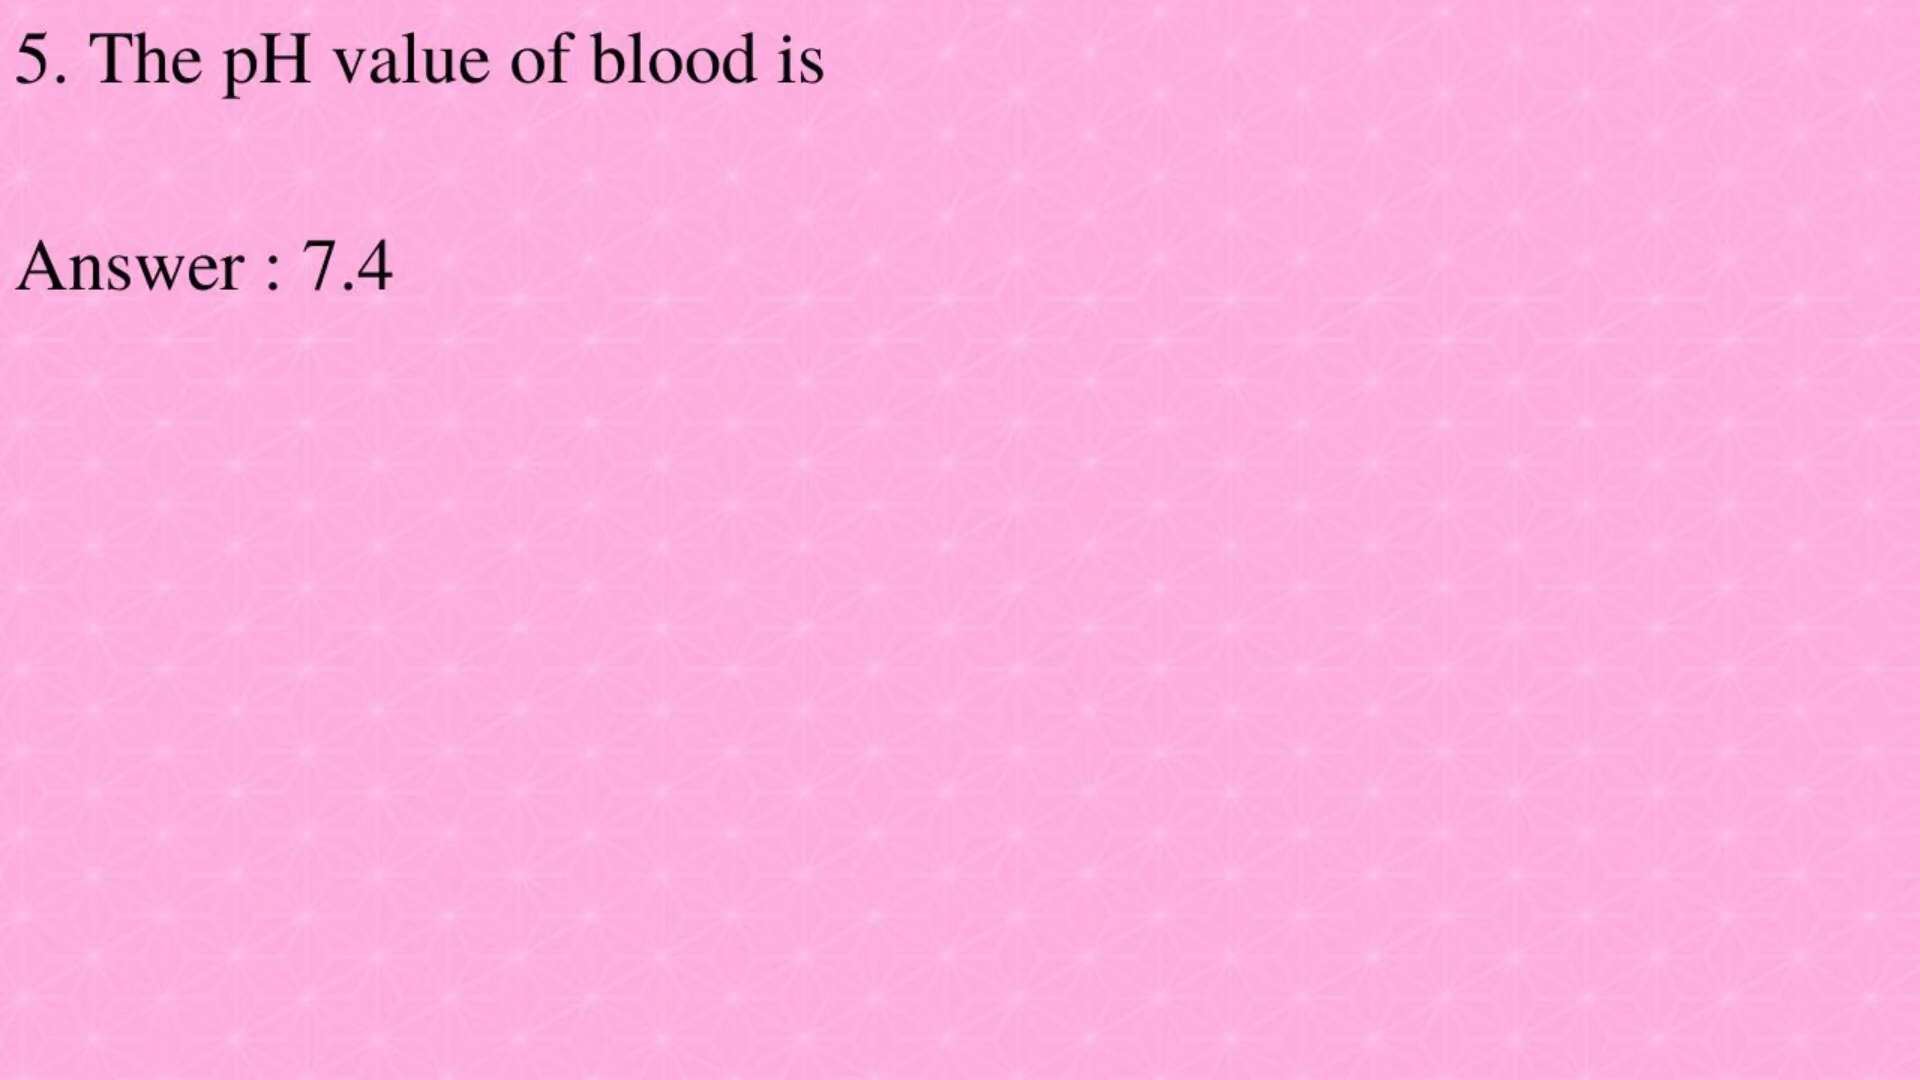 5. The pH value of blood is
Answer : 7.4